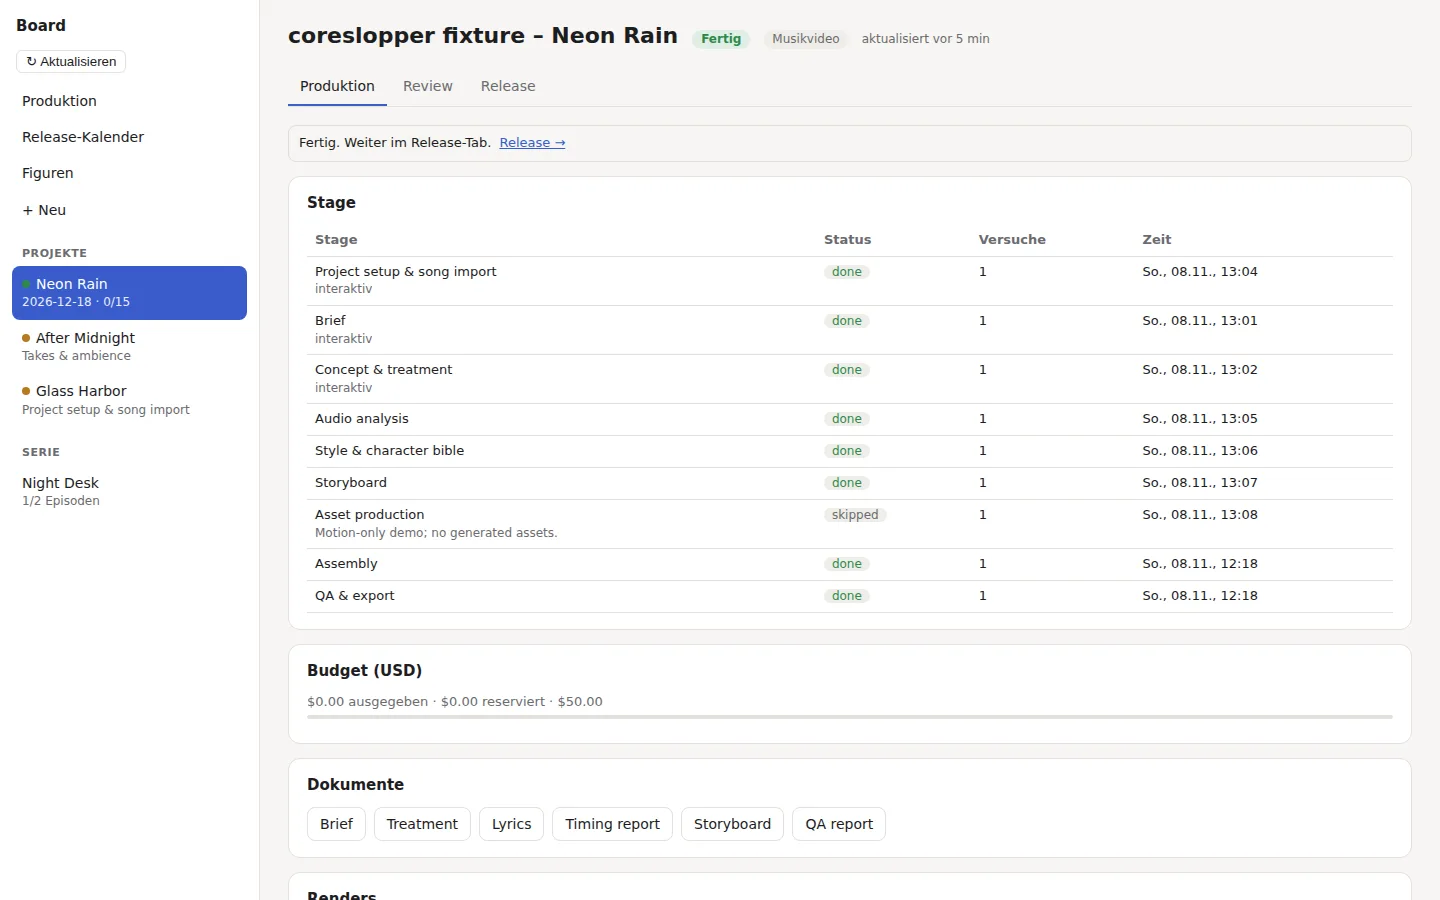 Board
↻ Aktualisieren
Produktion
Release-Kalender
Figuren
+ Neu
PROJEKTE
Neon Rain
2026-12-18 · 0/15
After Midnight
Takes & ambience
Glass Harbor
Project setup & song import
SERIE
Night Desk
1/2 Episoden
coreslopper fixture – Neon Rain Fertig Musikvideo aktualisiert vor 5 min
Produktion Review Release
Fertig. Weiter im Release-Tab. Release →
Stage
Stage Status Versuche Zeit
Project setup & song import done 1 So., 08.11., 13:04
interaktiv
Brief done 1 So., 08.11., 13:01
interaktiv
Concept & treatment done 1 So., 08.11., 13:02
interaktiv
Audio analysis done 1 So., 08.11., 13:05
Style & character bible done 1 So., 08.11., 13:06
Storyboard done 1 So., 08.11., 13:07
Asset production skipped 1 So., 08.11., 13:08
Motion-only demo; no generated assets.
Assembly done 1 So., 08.11., 12:18
QA & export done 1 So., 08.11., 12:18
Budget (USD)
$0.00 ausgegeben · $0.00 reserviert · $50.00
Dokumente
Brief Treatment Lyrics Timing report Storyboard QA report
Renders